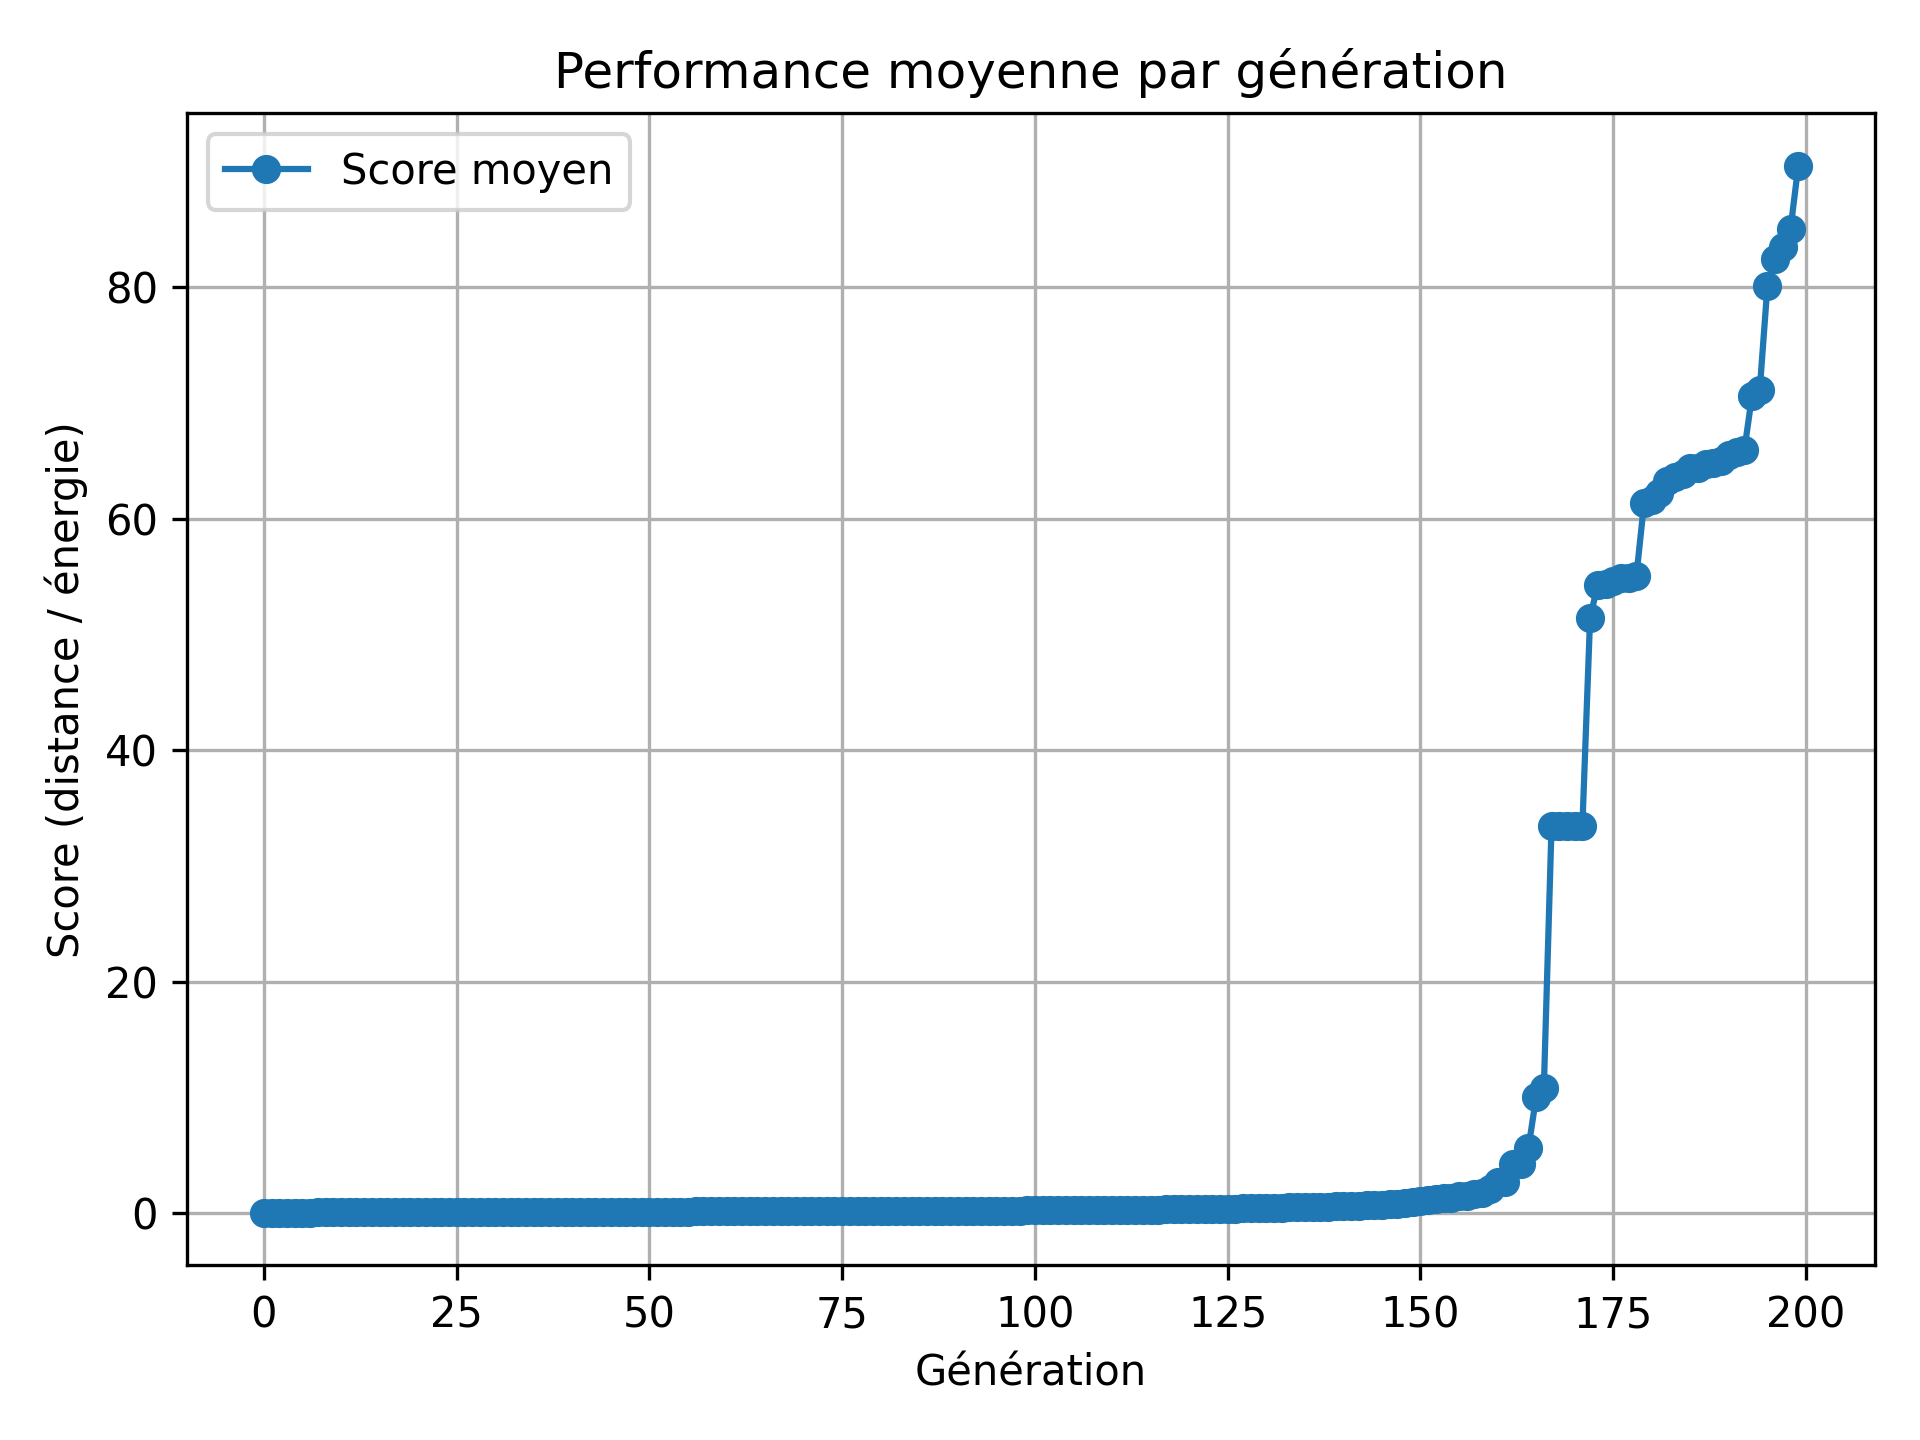 Performance moyenne par génération
Score moyen
Score (distance / énergie)
80
60
40
20
0
0 25 50 75 100 125 150 175 200
Génération